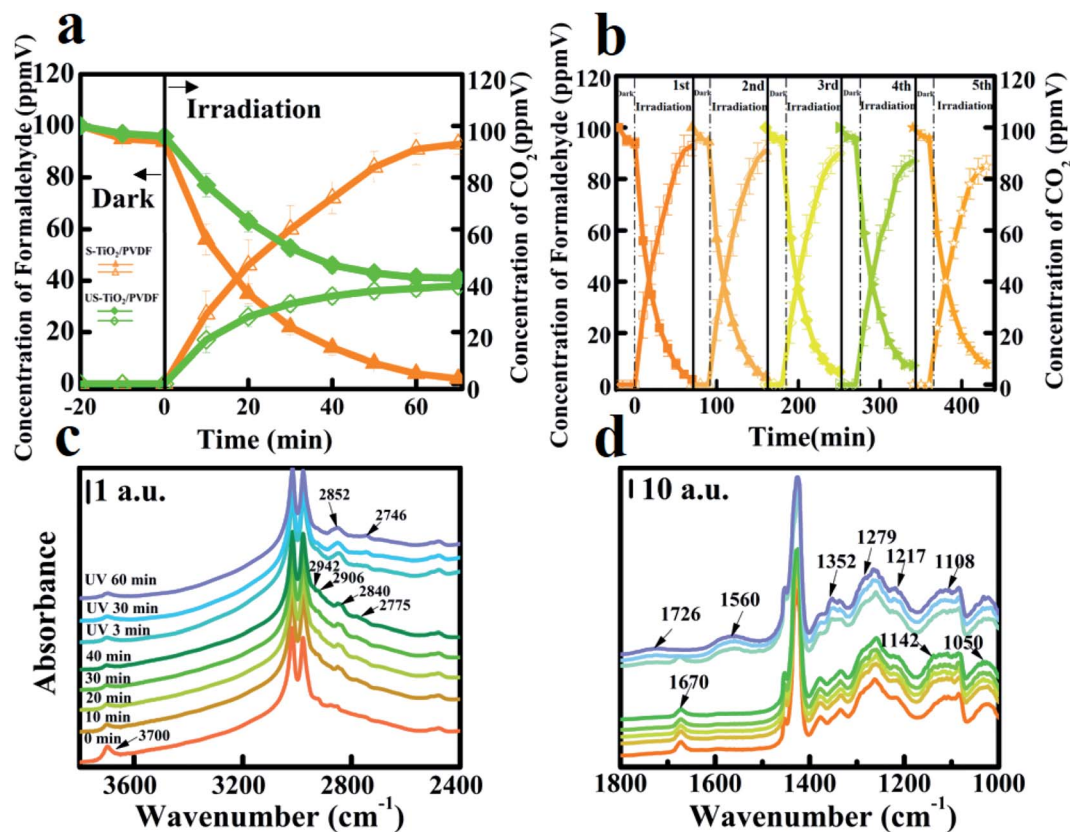 a
120
100
80
60
40
20
0
Concentration of Formaldehyde (ppmV)
Irradiation
Dark
S-TiO₂/PVDF
US-TiO₂/PVDF
120
100
80
60
40
20
0
Concentration of CO₂(ppmV)
-20 0 20 40 60
Time (min)
b
120
100
80
60
40
20
0
Concentration of Formaldehyde (ppmV)
Dark 1st Dark 2nd Dark 3rd Dark 4th Dark 5th
Irradiation Irradiation Irradiation Irradiation Irradiation
120
100
80
60
40
20
0
Concentration of CO₂ (ppmV)
0 100 200 300 400
Time(min)
c
1 a.u.
2852
2746
2942
2906
2840
2775
UV 60 min
UV 30 min
UV 3 min
40 min
30 min
20 min
10 min
0 min
3700
Absorbance
3600 3200 2800 2400
Wavenumber (cm⁻¹)
d
10 a.u.
1279
1352
1217
1108
1560
1726
1142
1050
1670
1800 1600 1400 1200 1000
Wavenumber (cm⁻¹)